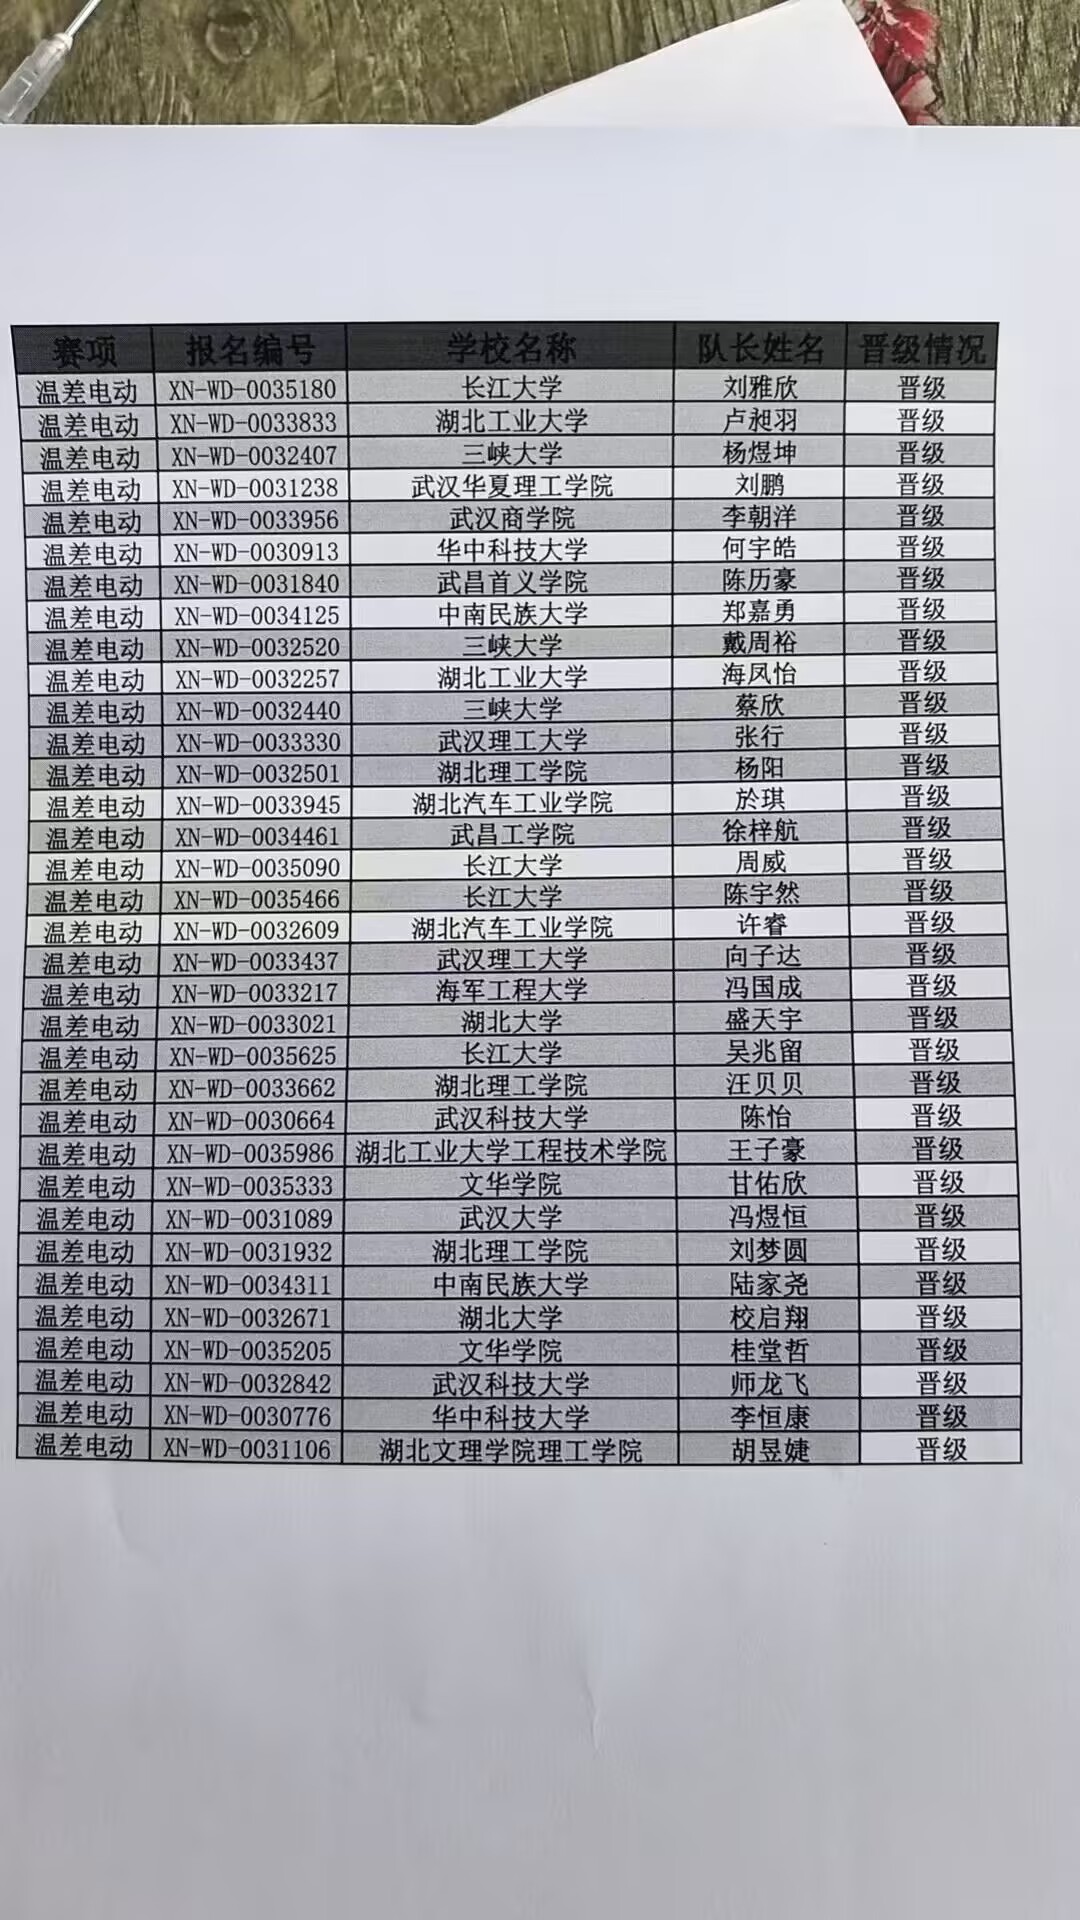 赛项 报名编号 学校名称 队长姓名 晋级情况
温差电动 XN-WD-0035180 长江大学 刘雅欣 晋级
温差电动 XN-WD-0033833 湖北工业大学 卢昶羽 晋级
温差电动 XN-WD-0032407 三峡大学 杨煜坤 晋级
温差电动 XN-WD-0031238 武汉华夏理工学院 刘鹏 晋级
温差电动 XN-WD-0033956 武汉商学院 李朝洋 晋级
温差电动 XN-WD-0030913 华中科技大学 何宇皓 晋级
温差电动 XN-WD-0031840 武昌首义学院 陈历豪 晋级
温差电动 XN-WD-0034125 中南民族大学 郑嘉勇 晋级
温差电动 XN-WD-0032520 三峡大学 戴周裕 晋级
温差电动 XN-WD-0032257 湖北工业大学 海凤怡 晋级
温差电动 XN-WD-0032440 三峡大学 蔡欣 晋级
温差电动 XN-WD-0033330 武汉理工大学 张行 晋级
温差电动 XN-WD-0032501 湖北理工学院 杨阳 晋级
温差电动 XN-WD-0033945 湖北汽车工业学院 於琪 晋级
温差电动 XN-WD-0034461 武昌工学院 徐梓航 晋级
温差电动 XN-WD-0035090 长江大学 周威 晋级
温差电动 XN-WD-0035466 长江大学 陈宇然 晋级
温差电动 XN-WD-0032609 湖北汽车工业学院 许睿 晋级
温差电动 XN-WD-0033437 武汉理工大学 向子达 晋级
温差电动 XN-WD-0033217 海军工程大学 冯国成 晋级
温差电动 XN-WD-0033021 湖北大学 盛天宇 晋级
温差电动 XN-WD-0035625 长江大学 吴兆留 晋级
温差电动 XN-WD-0033662 湖北理工学院 汪贝贝 晋级
温差电动 XN-WD-0030664 武汉科技大学 陈怡 晋级
温差电动 XN-WD-0035986 湖北工业大学工程技术学院 王子豪 晋级
温差电动 XN-WD-0035333 文华学院 甘佑欣 晋级
温差电动 XN-WD-0031089 武汉大学 冯煜恒 晋级
温差电动 XN-WD-0031932 湖北理工学院 刘梦圆 晋级
温差电动 XN-WD-0034311 中南民族大学 陆家尧 晋级
温差电动 XN-WD-0032671 湖北大学 校启翔 晋级
温差电动 XN-WD-0035205 文华学院 桂堂哲 晋级
温差电动 XN-WD-0032842 武汉科技大学 师龙飞 晋级
温差电动 XN-WD-0030776 华中科技大学 李恒康 晋级
温差电动 XN-WD-0031106 湖北文理学院理工学院 胡昱婕 晋级